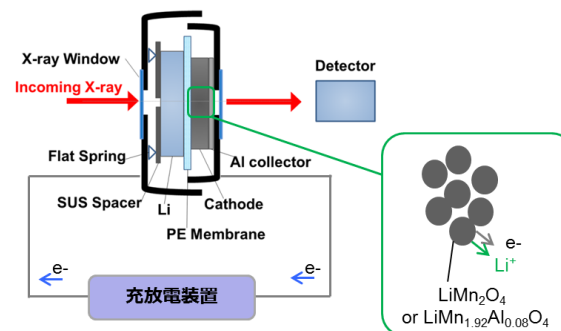 X-ray Window
Incoming X-ray
Detector
Flat Spring
Al collector
SUS Spacer
Li
Cathode
PE Membrane
e-
e-
充放電装置
e-
Li⁺
LiMn₂O₄
or LiMn₁.₉₂Al₀.₀₈O₄